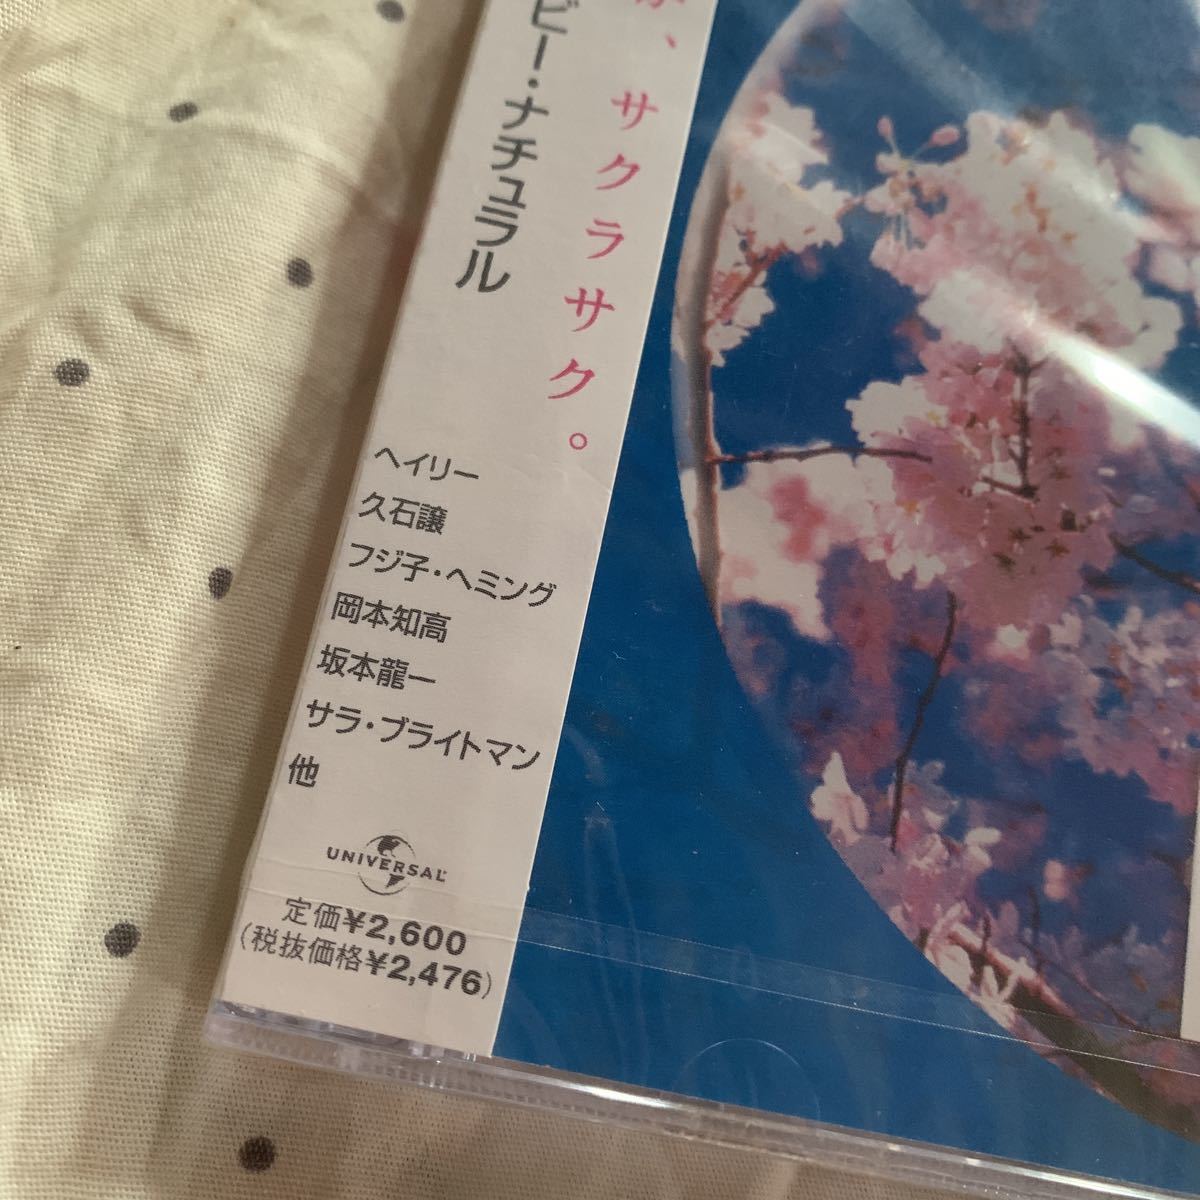 、サクラサク。
ビー・ナチュラル
ヘイリー
久石譲
フジ子・ヘミング
岡本知高
坂本龍一
サラ・ブライトマン
他
UNIVERSAL
定価¥2,600
(税抜価格¥2,476)